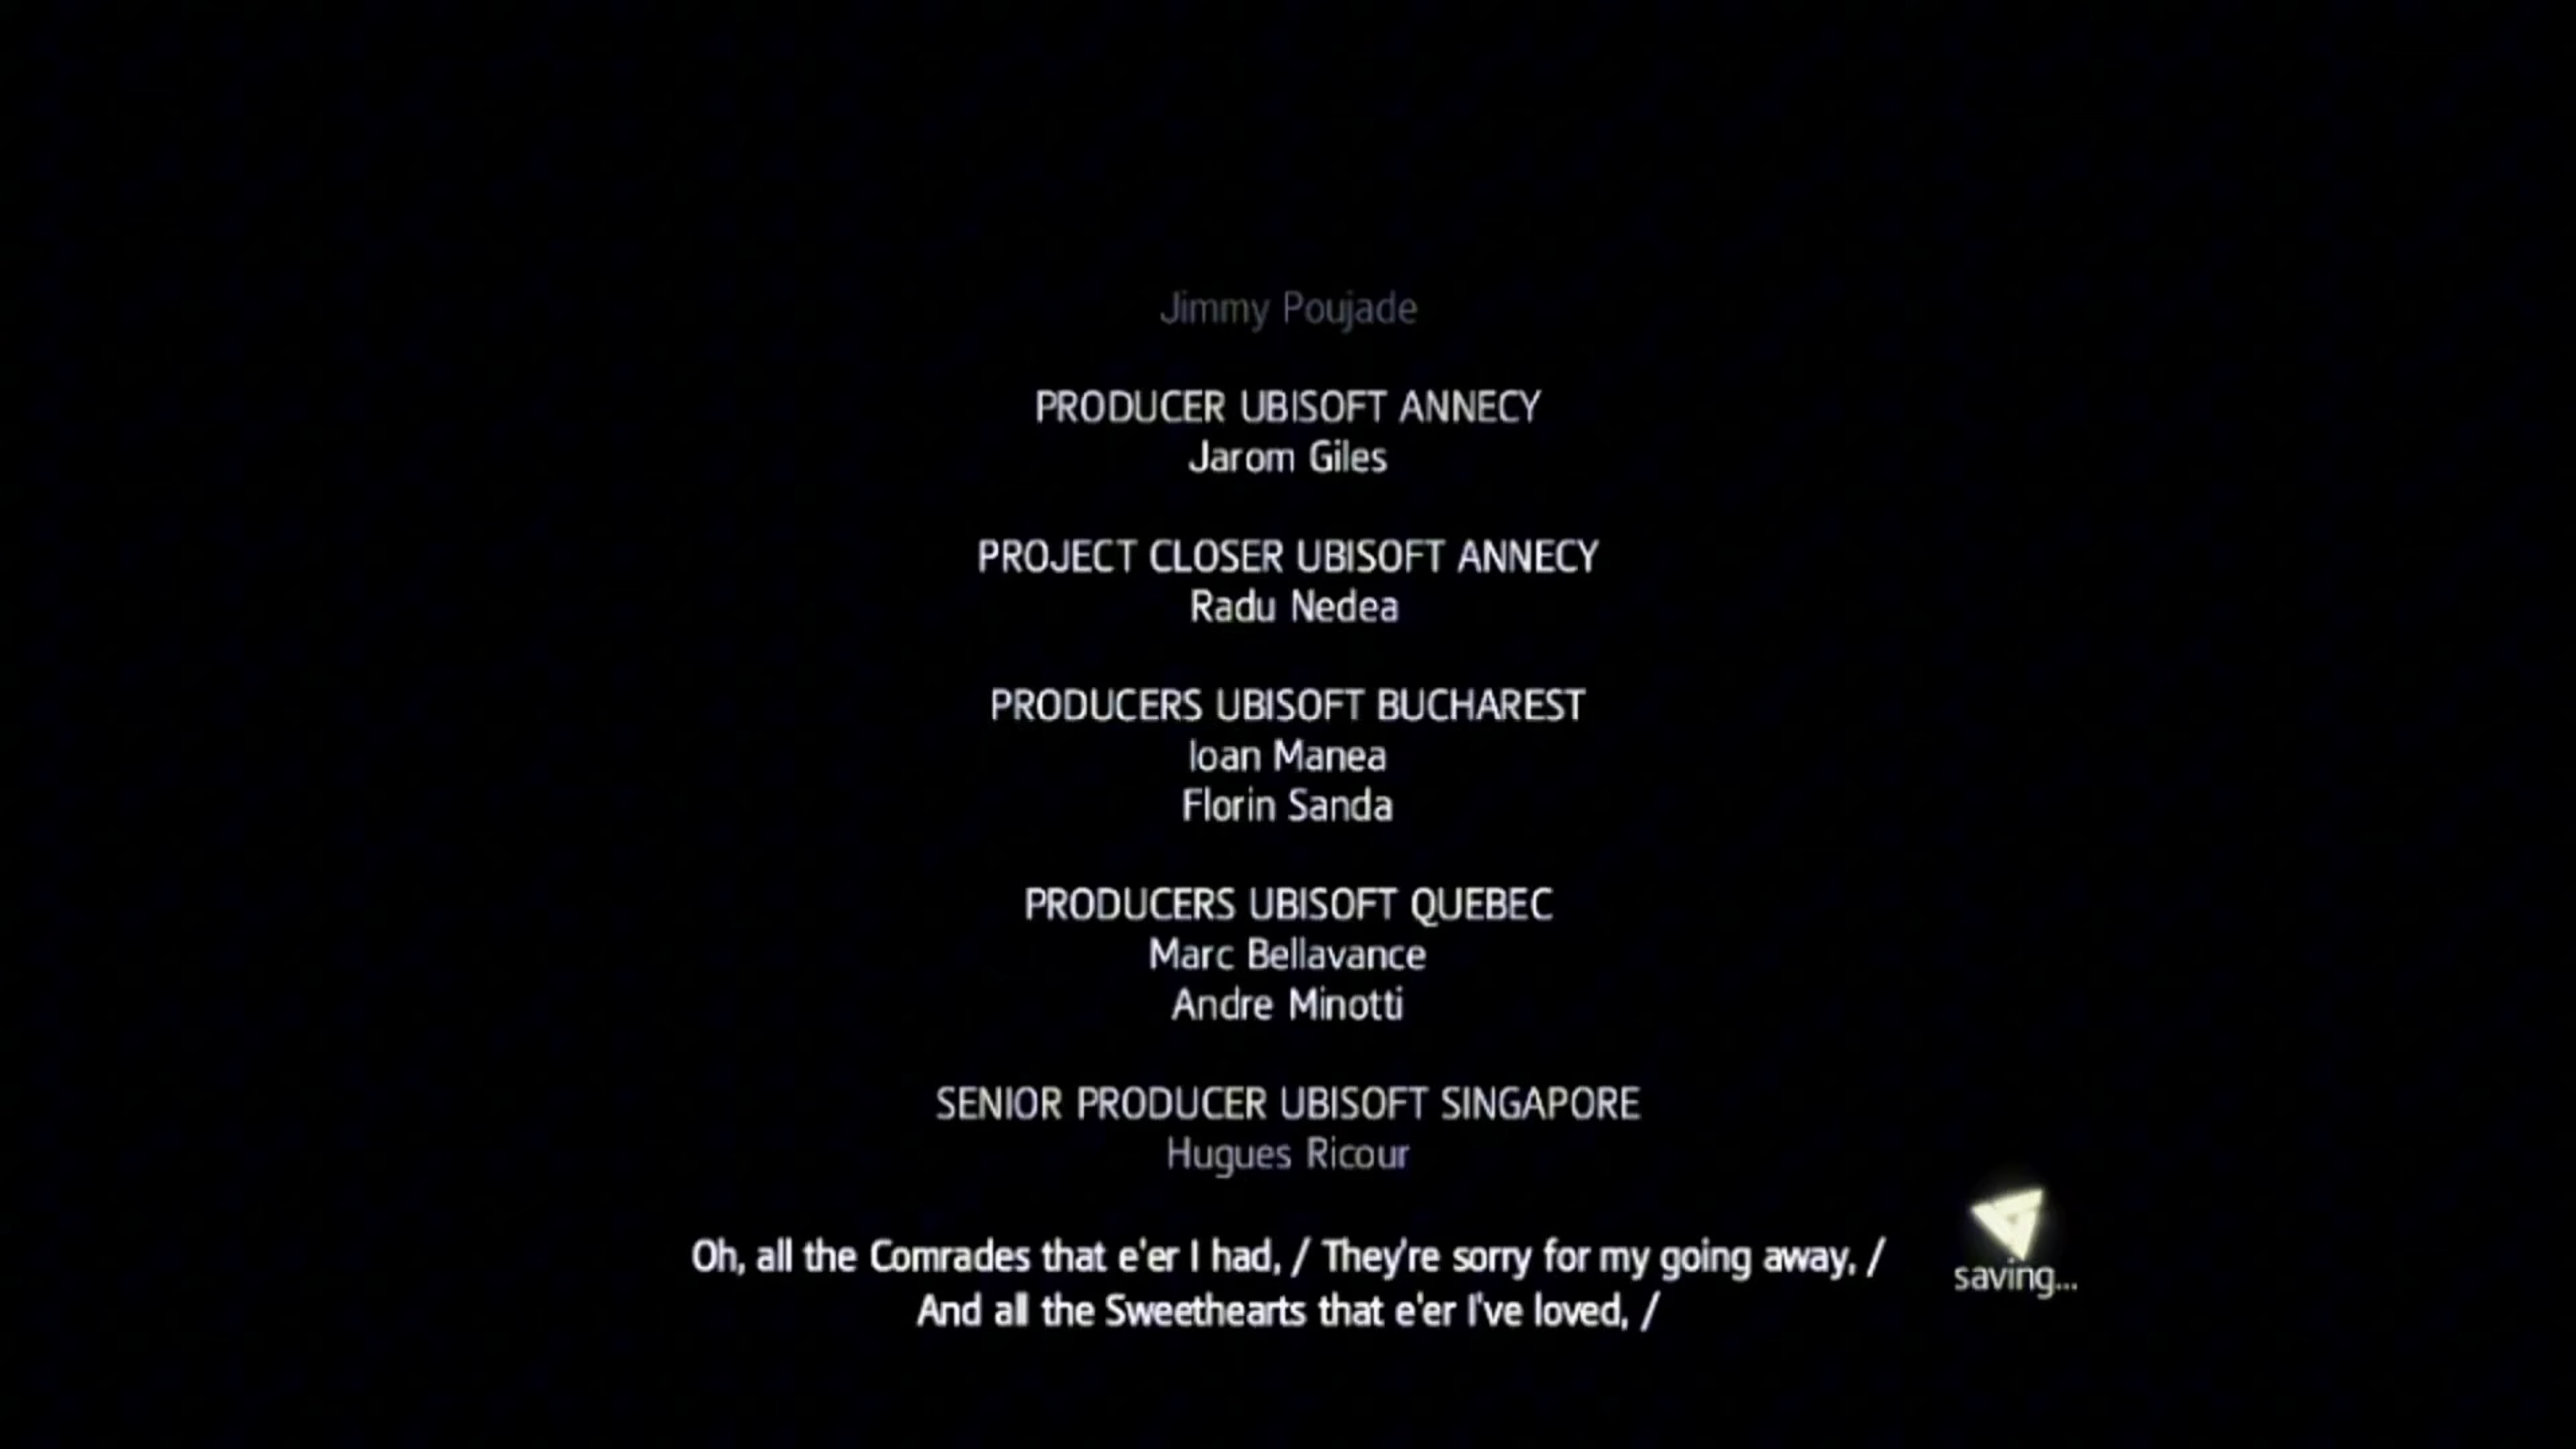 Jimmy Poujade
PRODUCER UBISOFT ANNECY
Jarom Giles
PROJECT CLOSER UBISOFT ANNECY
Radu Nedea
PRODUCERS UBISOFT BUCHAREST
Ioan Manea
Florin Sanda
PRODUCERS UBISOFT QUEBEC
Marc Bellavance
Andre Minotti
SENIOR PRODUCER UBISOFT SINGAPORE
Hugues Ricour
Oh, all the Comrades that e'er I had, / They're sorry for my going away, /
And all the Sweethearts that e'er I've loved, /
saving...